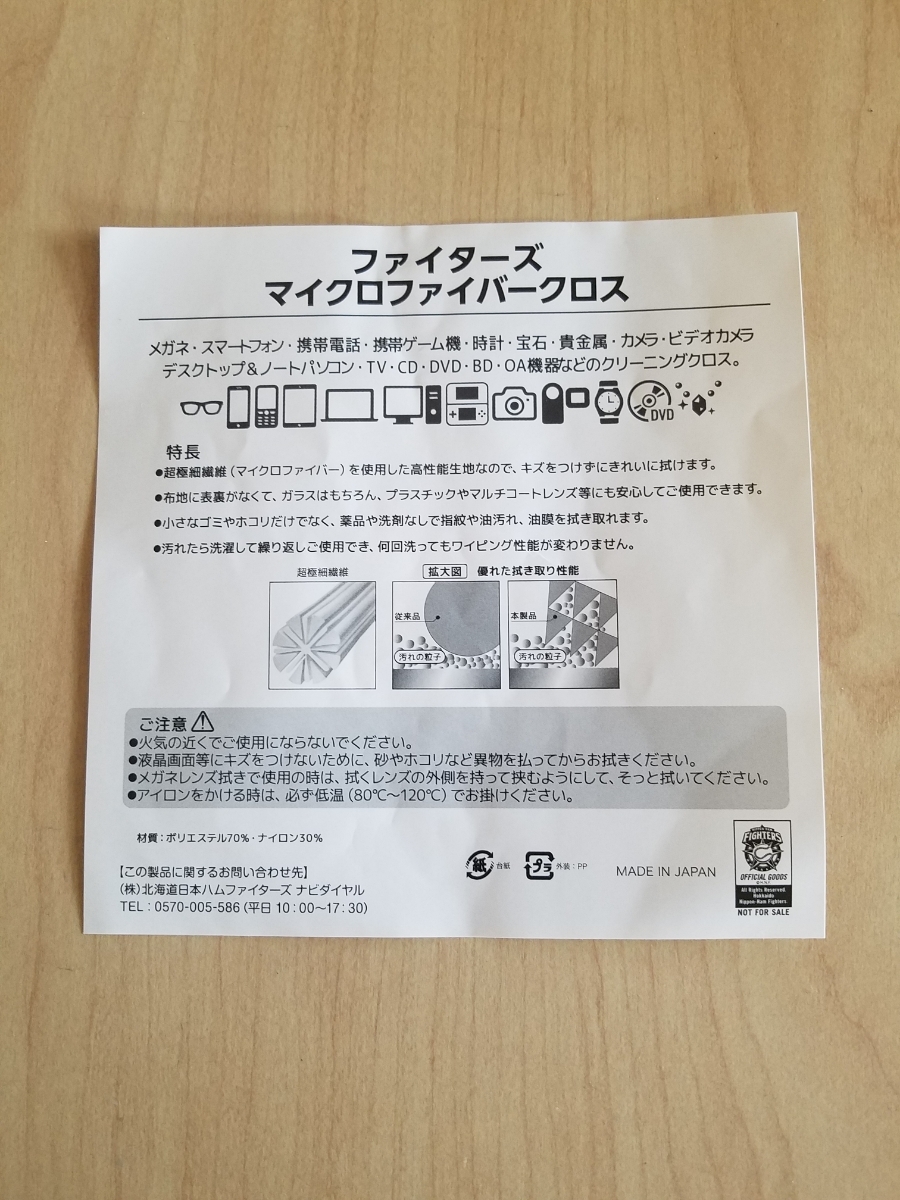 ファイターズ
マイクロファイバークロス
メガネ・スマートフォン・携帯電話・携帯ゲーム機・時計・宝石・貴金属・カメラ・ビデオカメラ
デスクトップ&ノートパソコン・TV・CD・DVD・BD・OA機器などのクリーニングクロス。
DVD
特長
●超極細繊維（マイクロファイバー）を使用した高性能生地なので、キズをつけずにきれいに拭けます。
●布地に表裏がなくて、ガラスはもちろん、プラスチックやマルチコートレンズ等にも安心してご使用できます。
●小さなゴミやホコリだけでなく、薬品や洗剤なしで指紋や油汚れ、油膜を拭き取れます。
●汚れたら洗濯して繰り返しご使用でき、何回洗ってもワイピング性能が変わりません。
超極細繊維
拡大図 優れた拭き取り性能
従来品
汚れの粒子
本製品
汚れの粒子
ご注意
●火気の近くでご使用にならないでください。
●液晶画面等にキズをつけないために、砂やホコリなど異物を払ってからお拭きください。
●メガネレンズ拭きで使用の時は、拭くレンズの外側を持って挟むようにして、そっと拭いてください。
●アイロンをかける時は、必ず低温（80℃〜120℃）でお掛けください。
材質：ポリエステル70%・ナイロン30%
【この製品に関するお問い合わせ先】
(株)北海道日本ハムファイターズ ナビダイヤル
TEL：0570-005-586（平日 10：00〜17：30）
紙 台紙
プラ 外装：PP
MADE IN JAPAN
FIGHTERS
OFFICIAL GOODS
All Rights Reserved.
Hokkaido
Nippon-Ham Fighters.
NOT FOR SALE